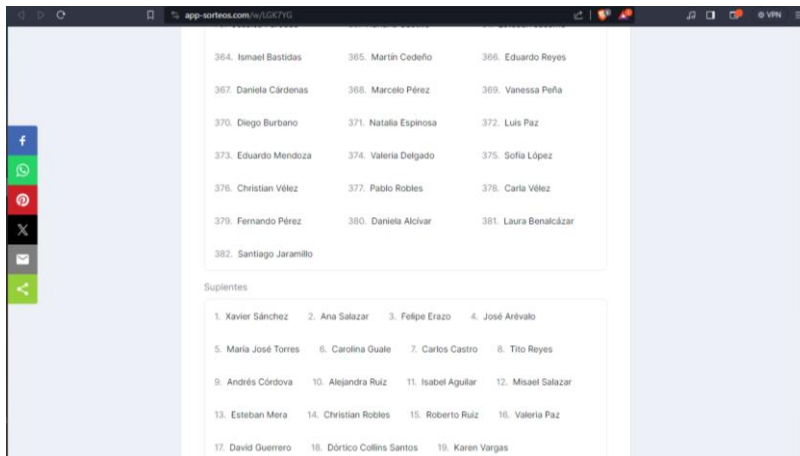 app-sorteos.com/w/LGK7YG
VPN
364. Ismael Bastidas 365. Martín Cedeño 366. Eduardo Reyes
367. Daniela Cárdenas 368. Marcelo Pérez 369. Vanessa Peña
370. Diego Burbano 371. Natalia Espinosa 372. Luis Paz
373. Eduardo Mendoza 374. Valeria Delgado 375. Sofía López
376. Christian Vélez 377. Pablo Robles 378. Carla Vélez
379. Fernando Pérez 380. Daniela Alcívar 381. Laura Benalcázar
382. Santiago Jaramillo
Suplentes
1. Xavier Sánchez 2. Ana Salazar 3. Felipe Erazo 4. José Arévalo
5. María José Torres 6. Carolina Guale 7. Carlos Castro 8. Tito Reyes
9. Andrés Córdova 10. Alejandra Ruiz 11. Isabel Aguilar 12. Misael Salazar
13. Esteban Mera 14. Christian Robles 15. Roberto Ruiz 16. Valeria Paz
17. David Guerrero 18. Dórtico Collins Santos 19. Karen Vargas